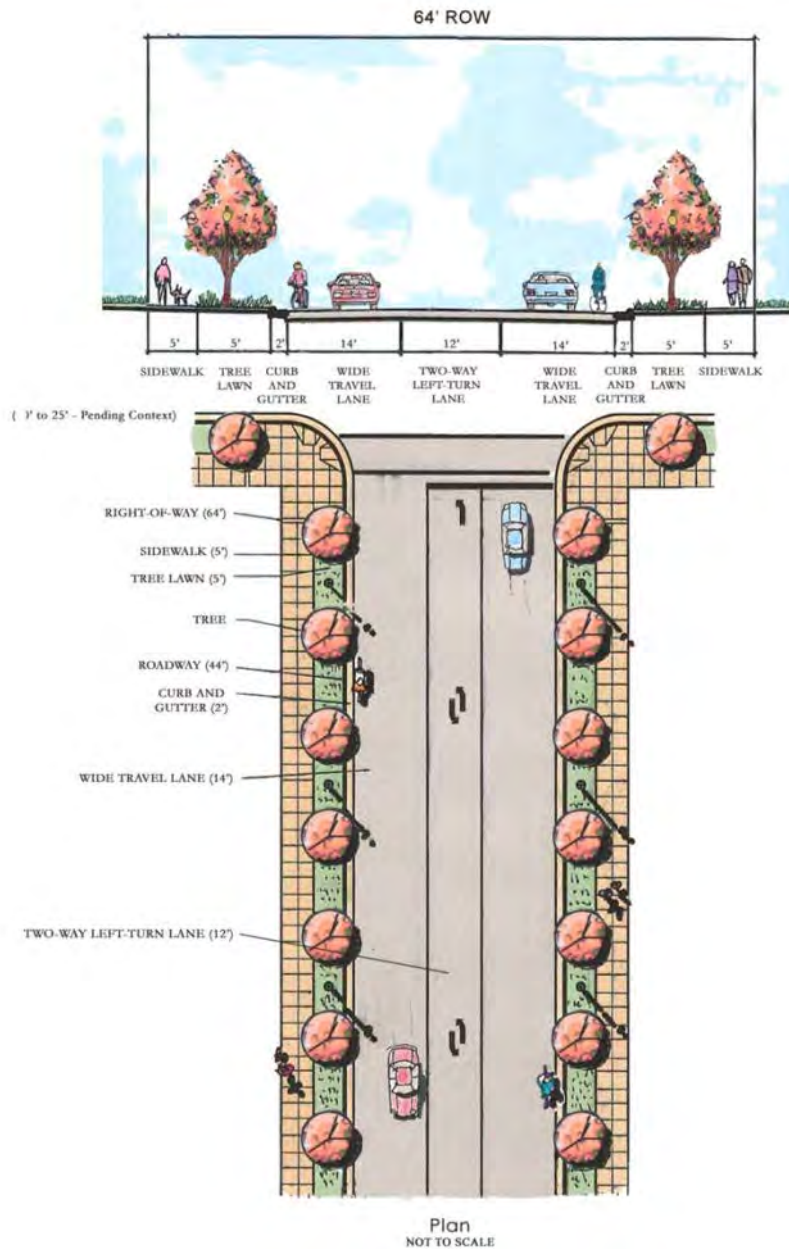 64' ROW
5' 5' 2' 14' 12' 14' 2' 5' 5'
SIDEWALK TREE LAWN CURB AND GUTTER WIDE TRAVEL LANE TWO-WAY LEFT-TURN LANE WIDE TRAVEL LANE CURB AND GUTTER TREE LAWN SIDEWALK
( )' to 25' - Pending Context)
RIGHT-OF-WAY (64')
SIDEWALK (5')
TREE LAWN (5')
TREE
ROADWAY (44')
CURB AND
GUTTER (2')
WIDE TRAVEL LANE (14')
TWO-WAY LEFT-TURN LANE (12')
Plan
NOT TO SCALE